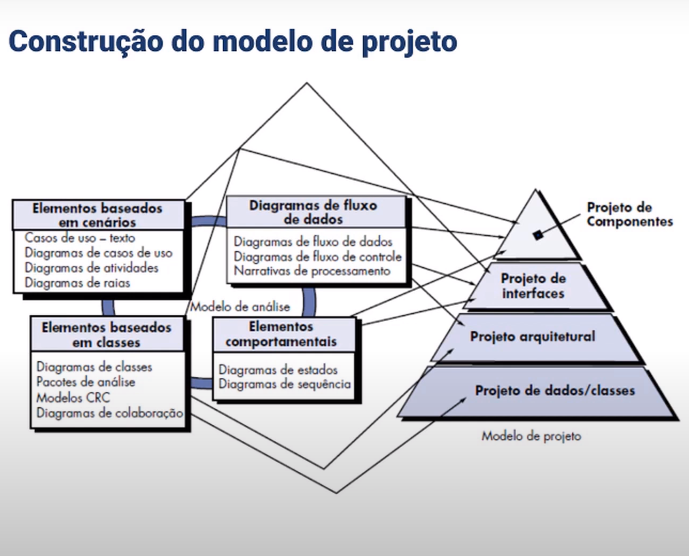 Construção do modelo de projeto
Elementos baseados
em cenários
Casos de uso – texto
Diagramas de casos de uso
Diagramas de atividades
Diagramas de raias
Diagramas de fluxo
de dados
Diagramas de fluxo de dados
Diagramas de fluxo de controle
Narrativas de processamento
Modelo de análise
Elementos baseados
em classes
Diagramas de classes
Pacotes de análise
Modelos CRC
Diagramas de colaboração
Elementos
comportamentais
Diagramas de estados
Diagramas de sequência
Projeto de
Componentes
Projeto de
interfaces
Projeto arquitetural
Projeto de dados/classes
Modelo de projeto